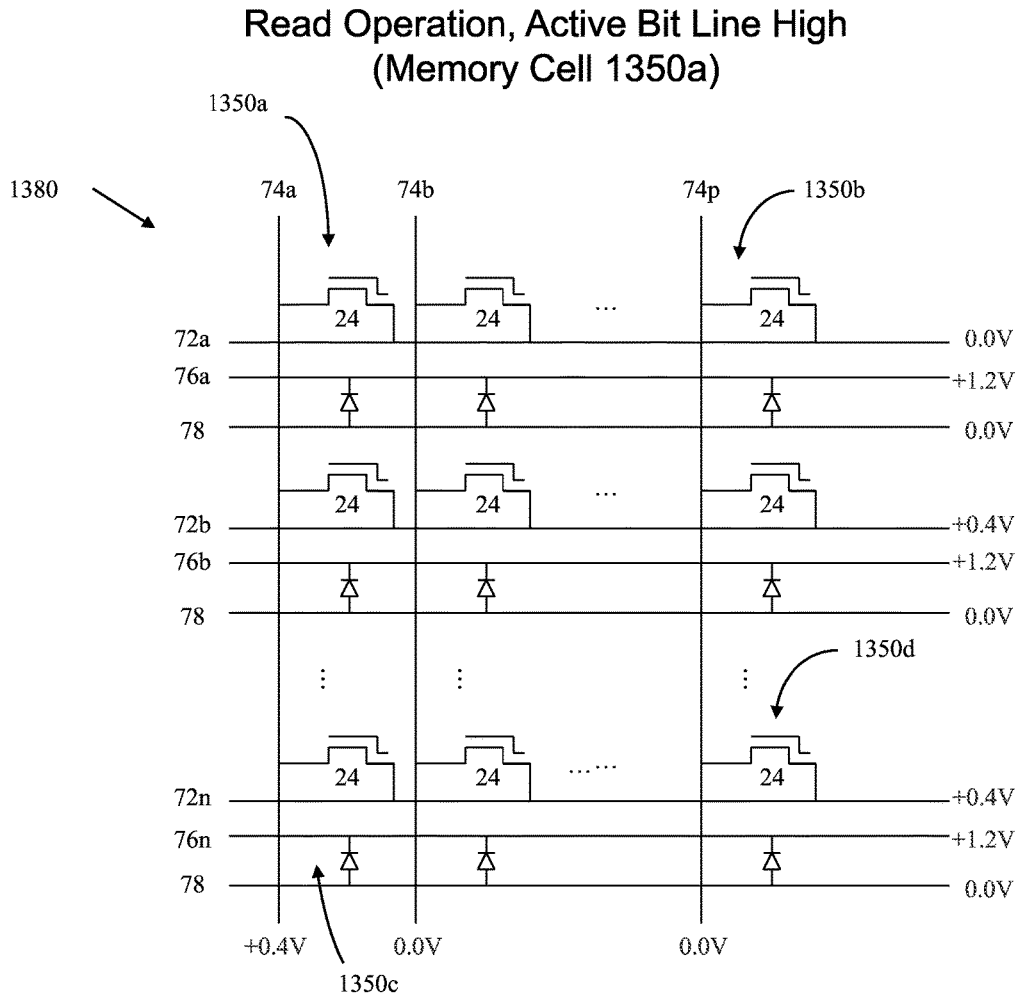 Read Operation, Active Bit Line High
(Memory Cell 1350a)
1350a
1380
74a 74b 74p 1350b
24 24 ... 24
72a 0.0V
76a +1.2V
78 0.0V
24 24 ... 24
72b +0.4V
76b +1.2V
78 0.0V
1350d
⋮ ⋮ ⋮
24 24 ...... 24
72n +0.4V
76n +1.2V
78 0.0V
+0.4V 0.0V 0.0V
1350c